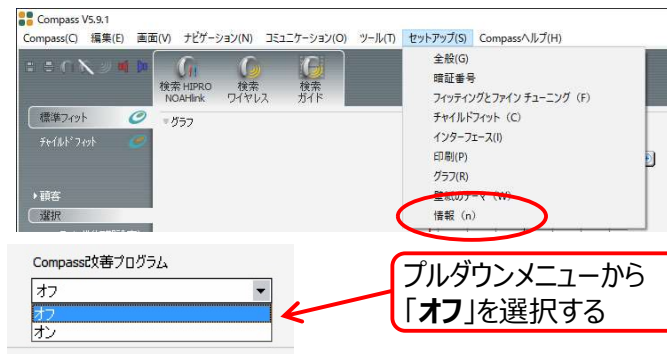 Compass V5.9.1
Compass(C) 編集(E) 画面(V) ナビゲーション(N) コミュニケーション(O) ツール(T) セットアップ(S) Compassヘルプ(H)
全般(G)
暗証番号
フィッティングとファイン チューニング (F)
チャイルドフィット (C)
インターフェース(I)
印刷(P)
グラフ(R)
壁紙のテーマ (W)
情報 (n)
検索 HIPRO
NOAHlink
検索
ワイヤレス
検索
ガイド
標準フィット
チャイルドフィット
グラフ
顧客
選択
Compass改善プログラム
オフ
オフ
オン
プルダウンメニューから
「オフ」を選択する